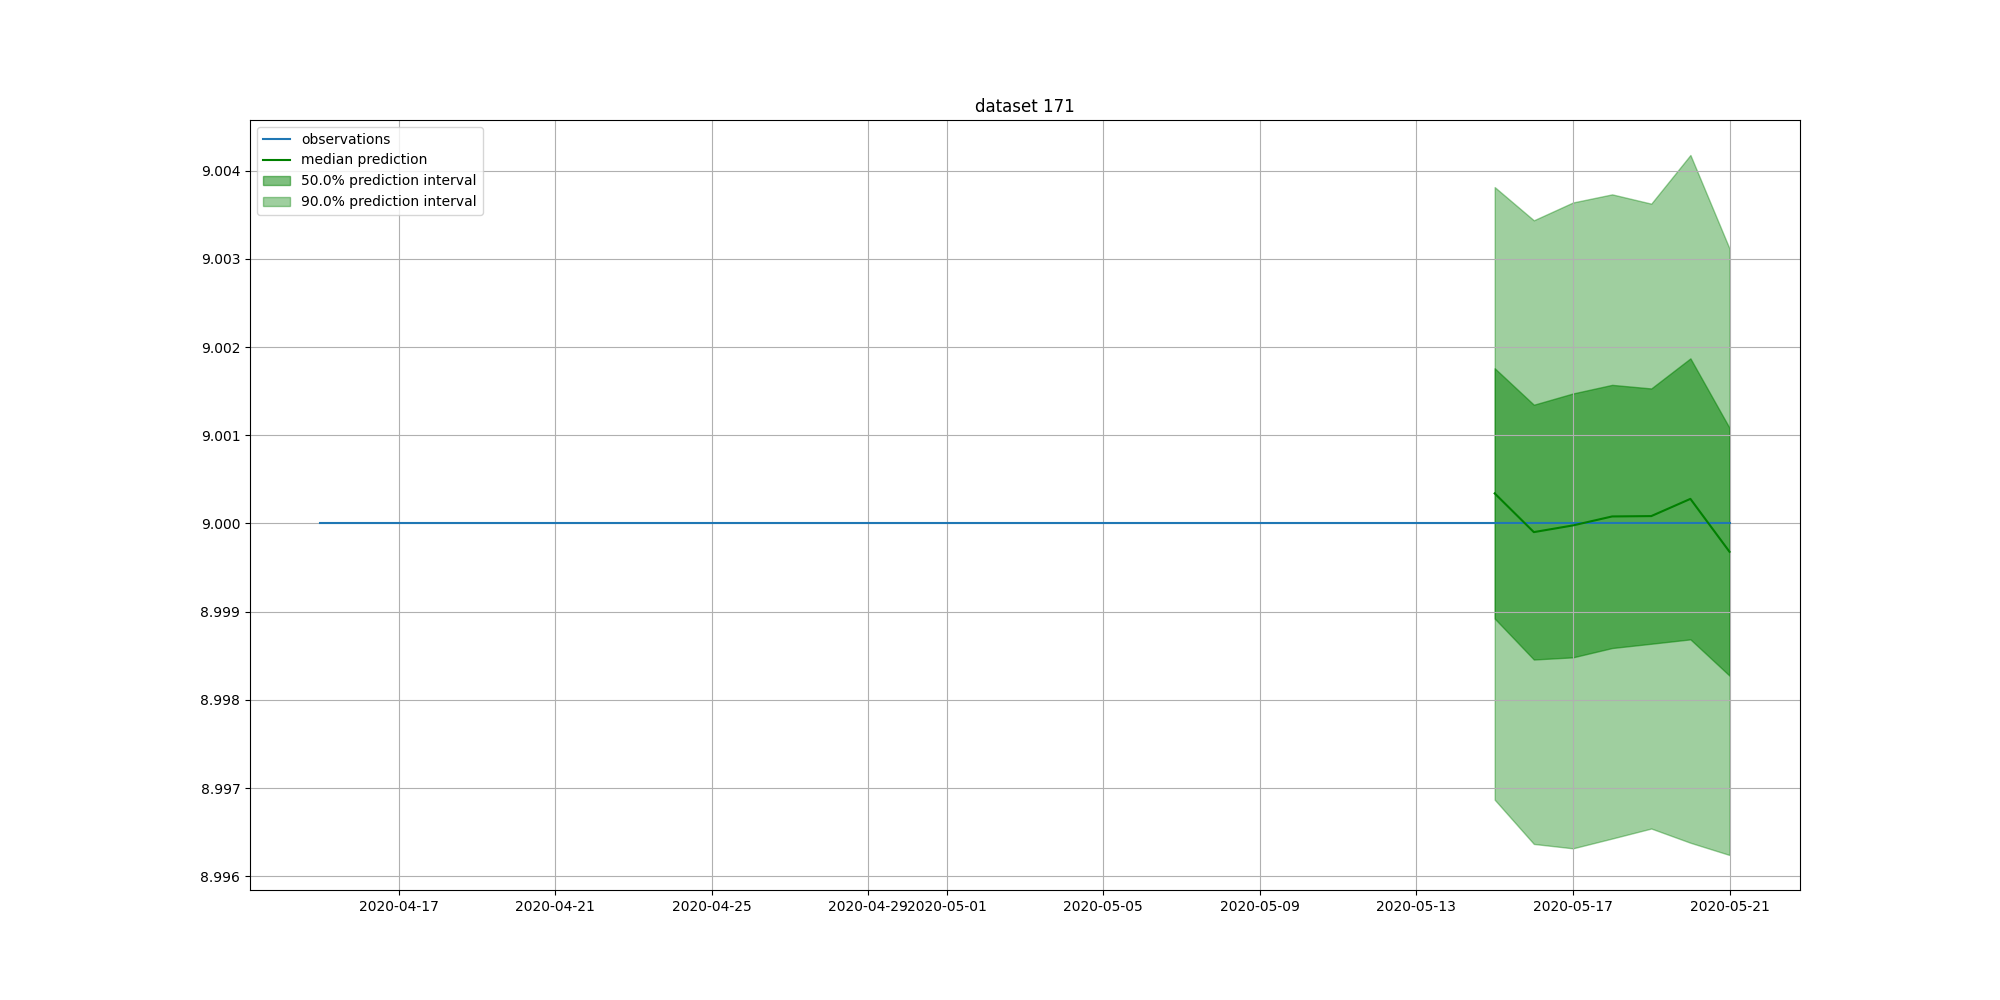 dataset 171
observations
median prediction
50.0% prediction interval
90.0% prediction interval
9.004
9.003
9.002
9.001
9.000
8.999
8.998
8.997
8.996
2020-04-17 2020-04-21 2020-04-25 2020-04-29 2020-05-01 2020-05-05 2020-05-09 2020-05-13 2020-05-17 2020-05-21